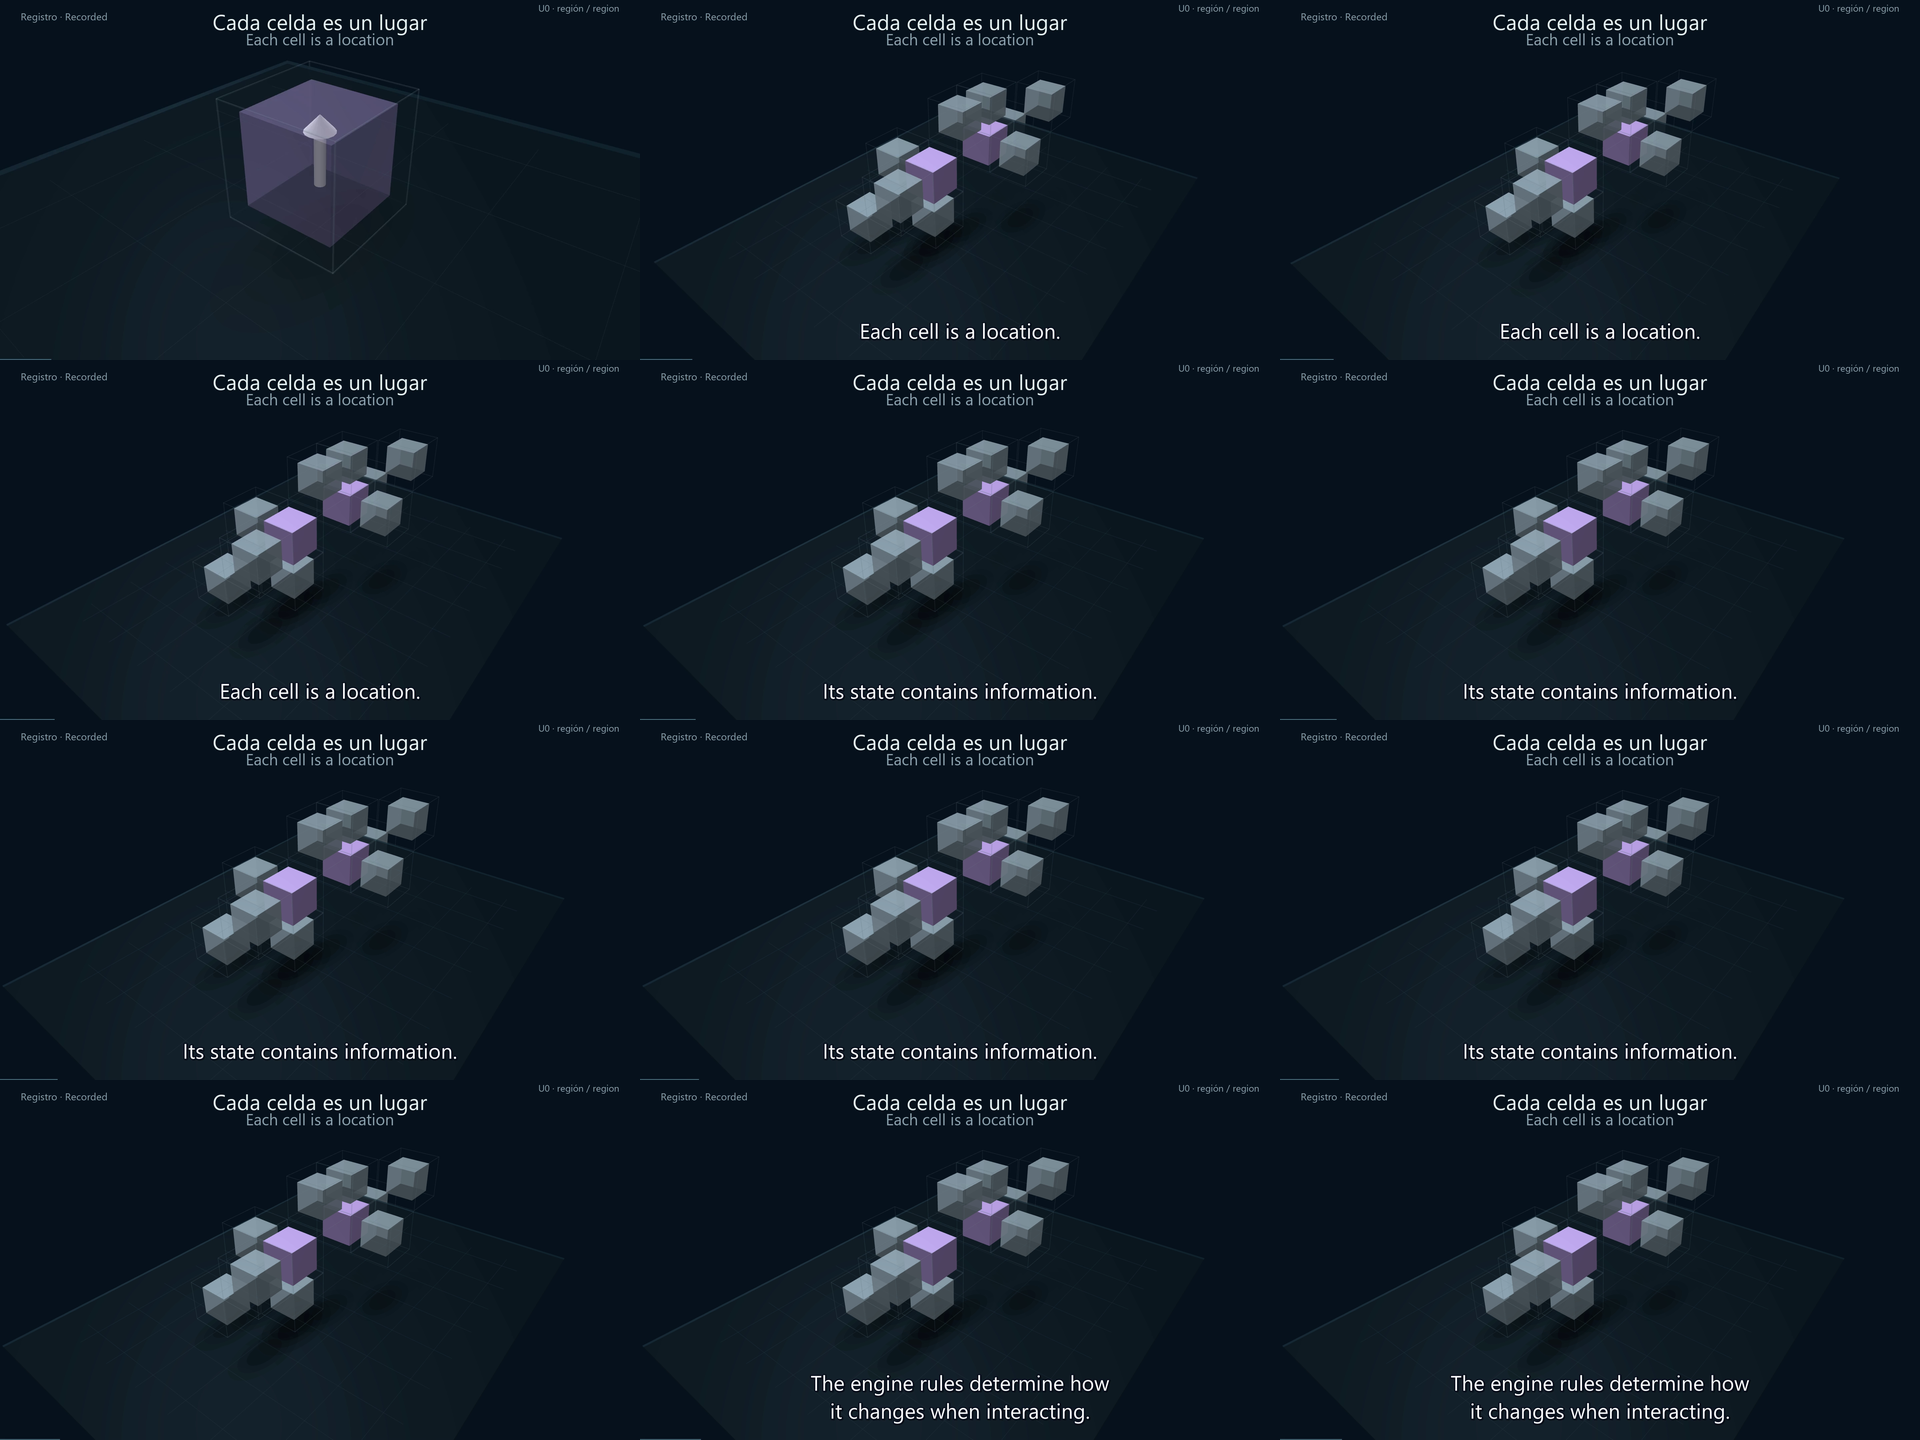 Registro · Recorded
U0 · región / region
Cada celda es un lugar
Each cell is a location
Registro · Recorded
U0 · región / region
Cada celda es un lugar
Each cell is a location
Each cell is a location.
Registro · Recorded
U0 · región / region
Cada celda es un lugar
Each cell is a location
Each cell is a location.
Registro · Recorded
U0 · región / region
Cada celda es un lugar
Each cell is a location
Each cell is a location.
Registro · Recorded
U0 · región / region
Cada celda es un lugar
Each cell is a location
Its state contains information.
Registro · Recorded
U0 · región / region
Cada celda es un lugar
Each cell is a location
Its state contains information.
Registro · Recorded
U0 · región / region
Cada celda es un lugar
Each cell is a location
Its state contains information.
Registro · Recorded
U0 · región / region
Cada celda es un lugar
Each cell is a location
Its state contains information.
Registro · Recorded
U0 · región / region
Cada celda es un lugar
Each cell is a location
Its state contains information.
Registro · Recorded
U0 · región / region
Cada celda es un lugar
Each cell is a location
Registro · Recorded
U0 · región / region
Cada celda es un lugar
Each cell is a location
The engine rules determine how
it changes when interacting.
Registro · Recorded
U0 · región / region
Cada celda es un lugar
Each cell is a location
The engine rules determine how
it changes when interacting.